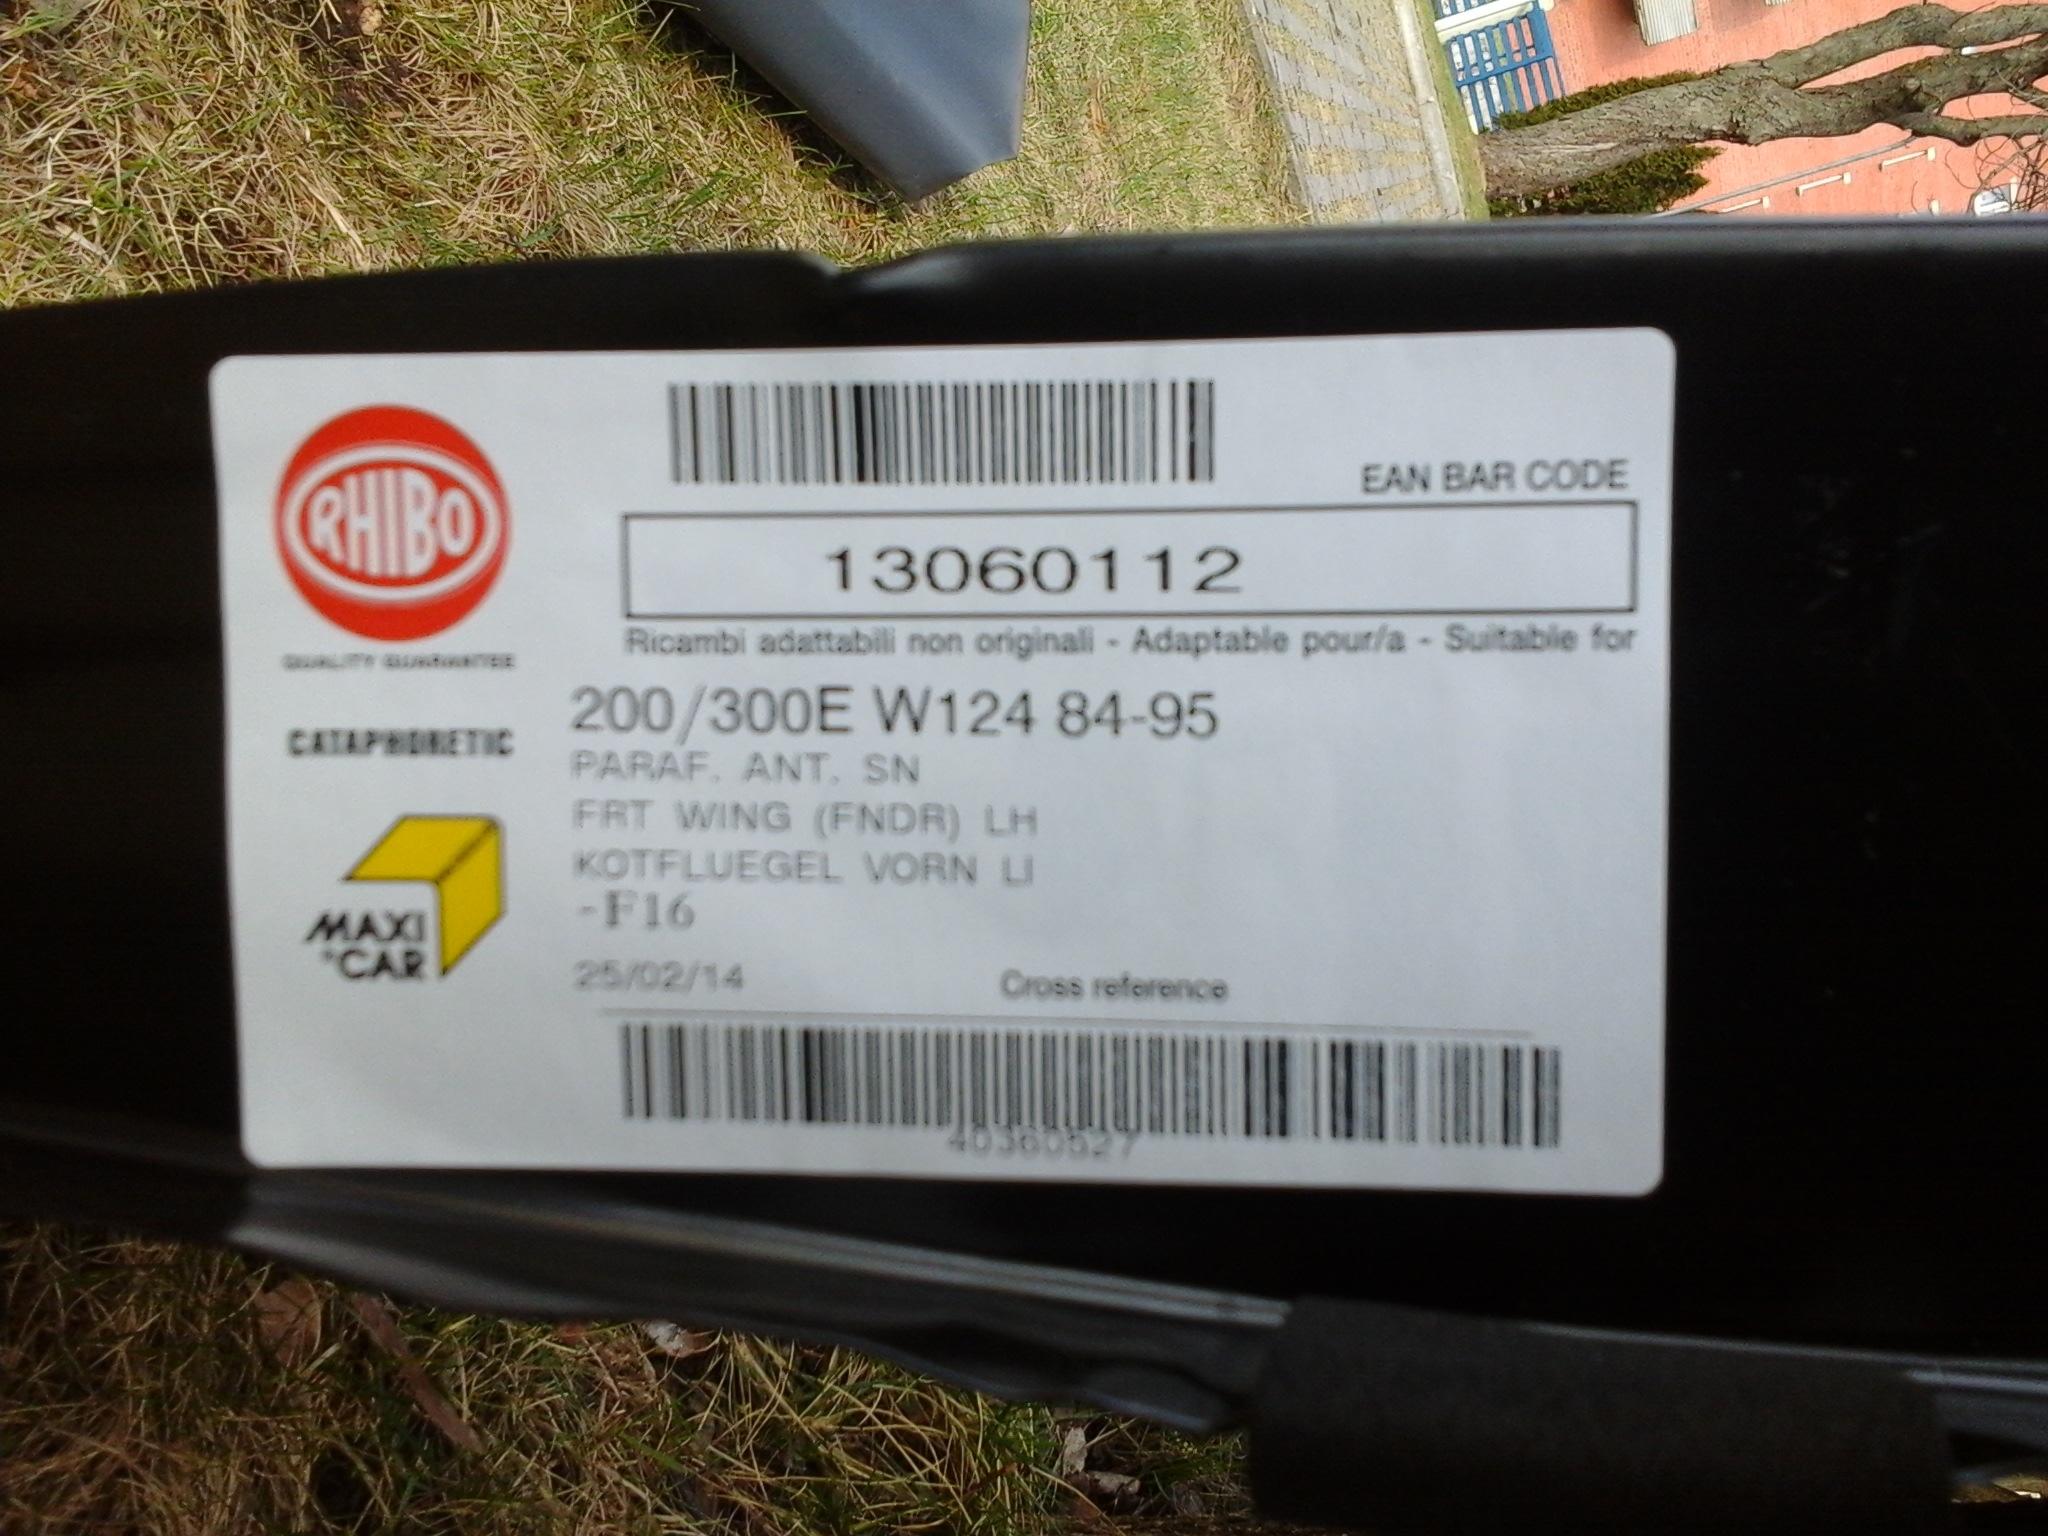 RHIBO
QUALITY GUARANTEE
CATAPHORETIC
MAXI
CAR
EAN BAR CODE
13060112
Ricambi adattabili non originali - Adaptable pour/a - Suitable for
200/300E W124 84-95
PARAF. ANT. SN
FRT WING (FNDR) LH
KOTFLUEGEL VORN LI
-F16
25/02/14
Cross reference
40360527